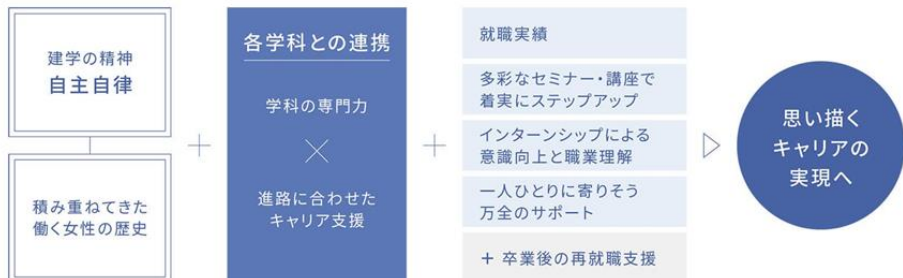 建学の精神
自主自律
積み重ねてきた
働く女性の歴史
+
各学科との連携
学科の専門力
×
進路に合わせた
キャリア支援
+
就職実績
多彩なセミナー・講座で
着実にステップアップ
インターンシップによる
意識向上と職業理解
一人ひとりに寄りそう
万全のサポート
+ 卒業後の再就職支援
思い描く
キャリアの
実現へ